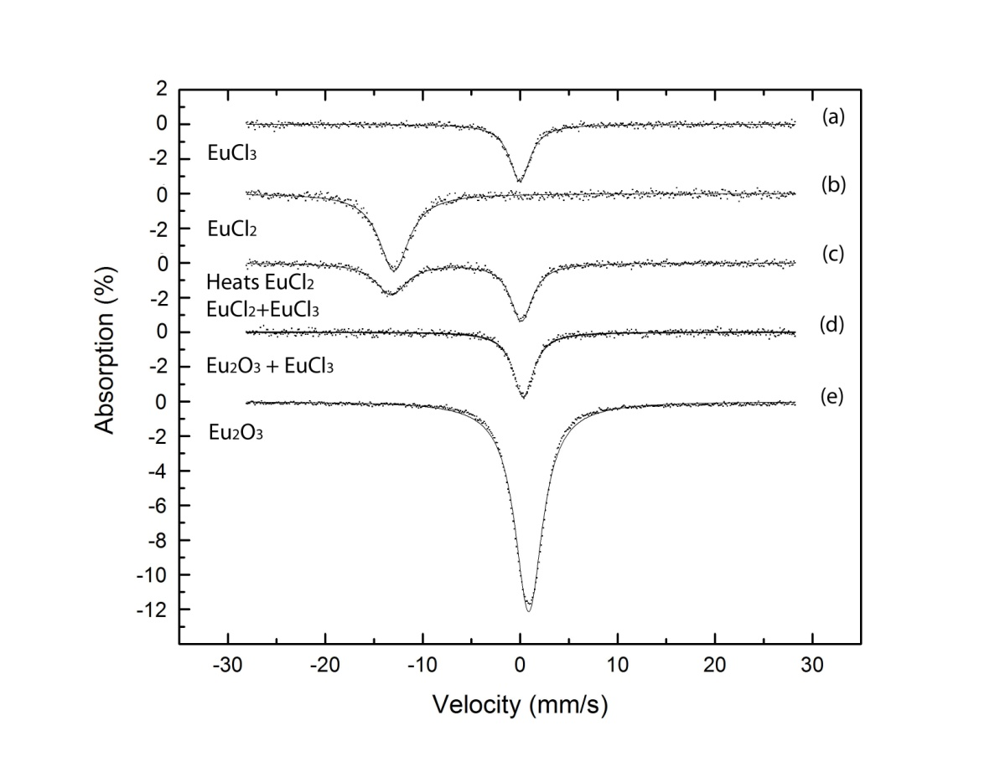 2
0
(a)
-2
EuCl₃
0
(b)
-2
EuCl₂
0
(c)
Heats EuCl₂
-2
EuCl₂+EuCl₃
0
(d)
-2
Eu₂O₃ + EuCl₃
0
(e)
-2
Eu₂O₃
-4
-6
-8
-10
-12
Absorption (%)
-30 -20 -10 0 10 20 30
Velocity (mm/s)